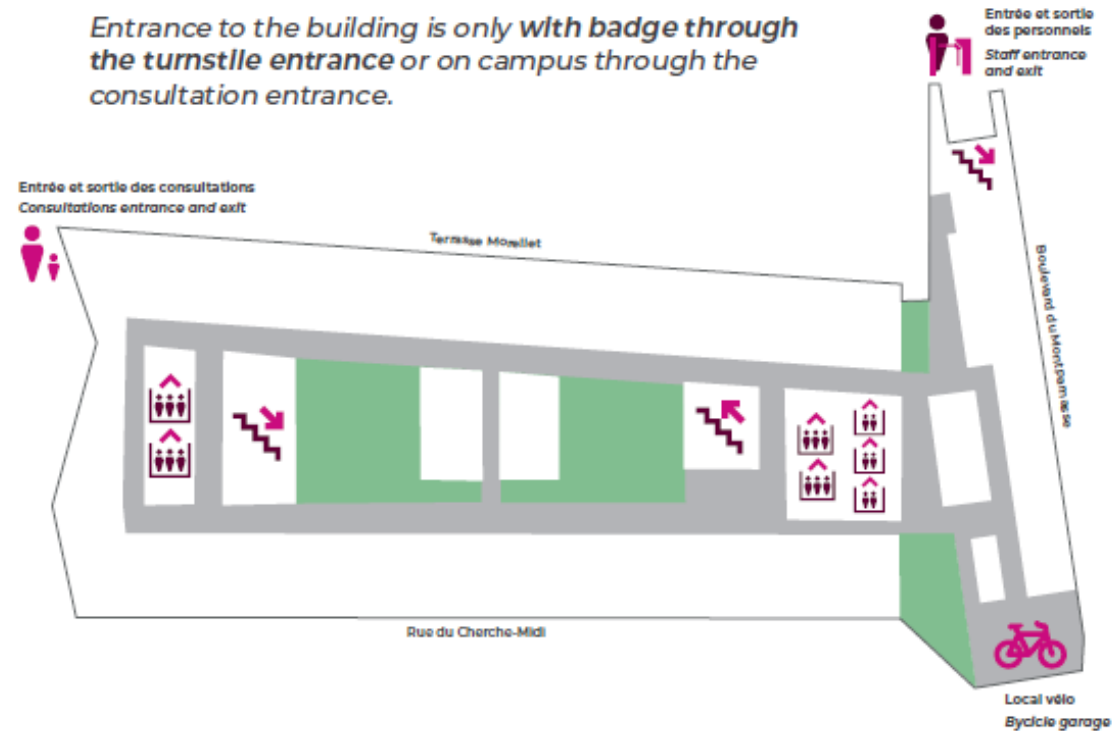 Entrance to the building is only with badge through
the turnstile entrance or on campus through the
consultation entrance.
Entrée et sortie
des personnels
Staff entrance
and exit
Entrée et sortie des consultations
Consultations entrance and exit
Terrasse Morellet
Boulevard du Montparnasse
Rue du Cherche-Midi
Local vélo
Bycicle garage